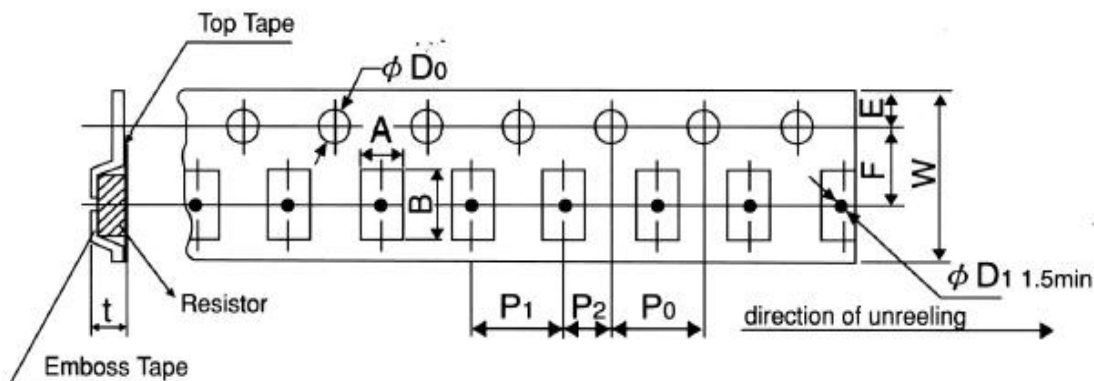 Top Tape
φ D0
A
B
E
F
W
t
Resistor
Emboss Tape
P1
P2
P0
φ D1 1.5min
direction of unreeling